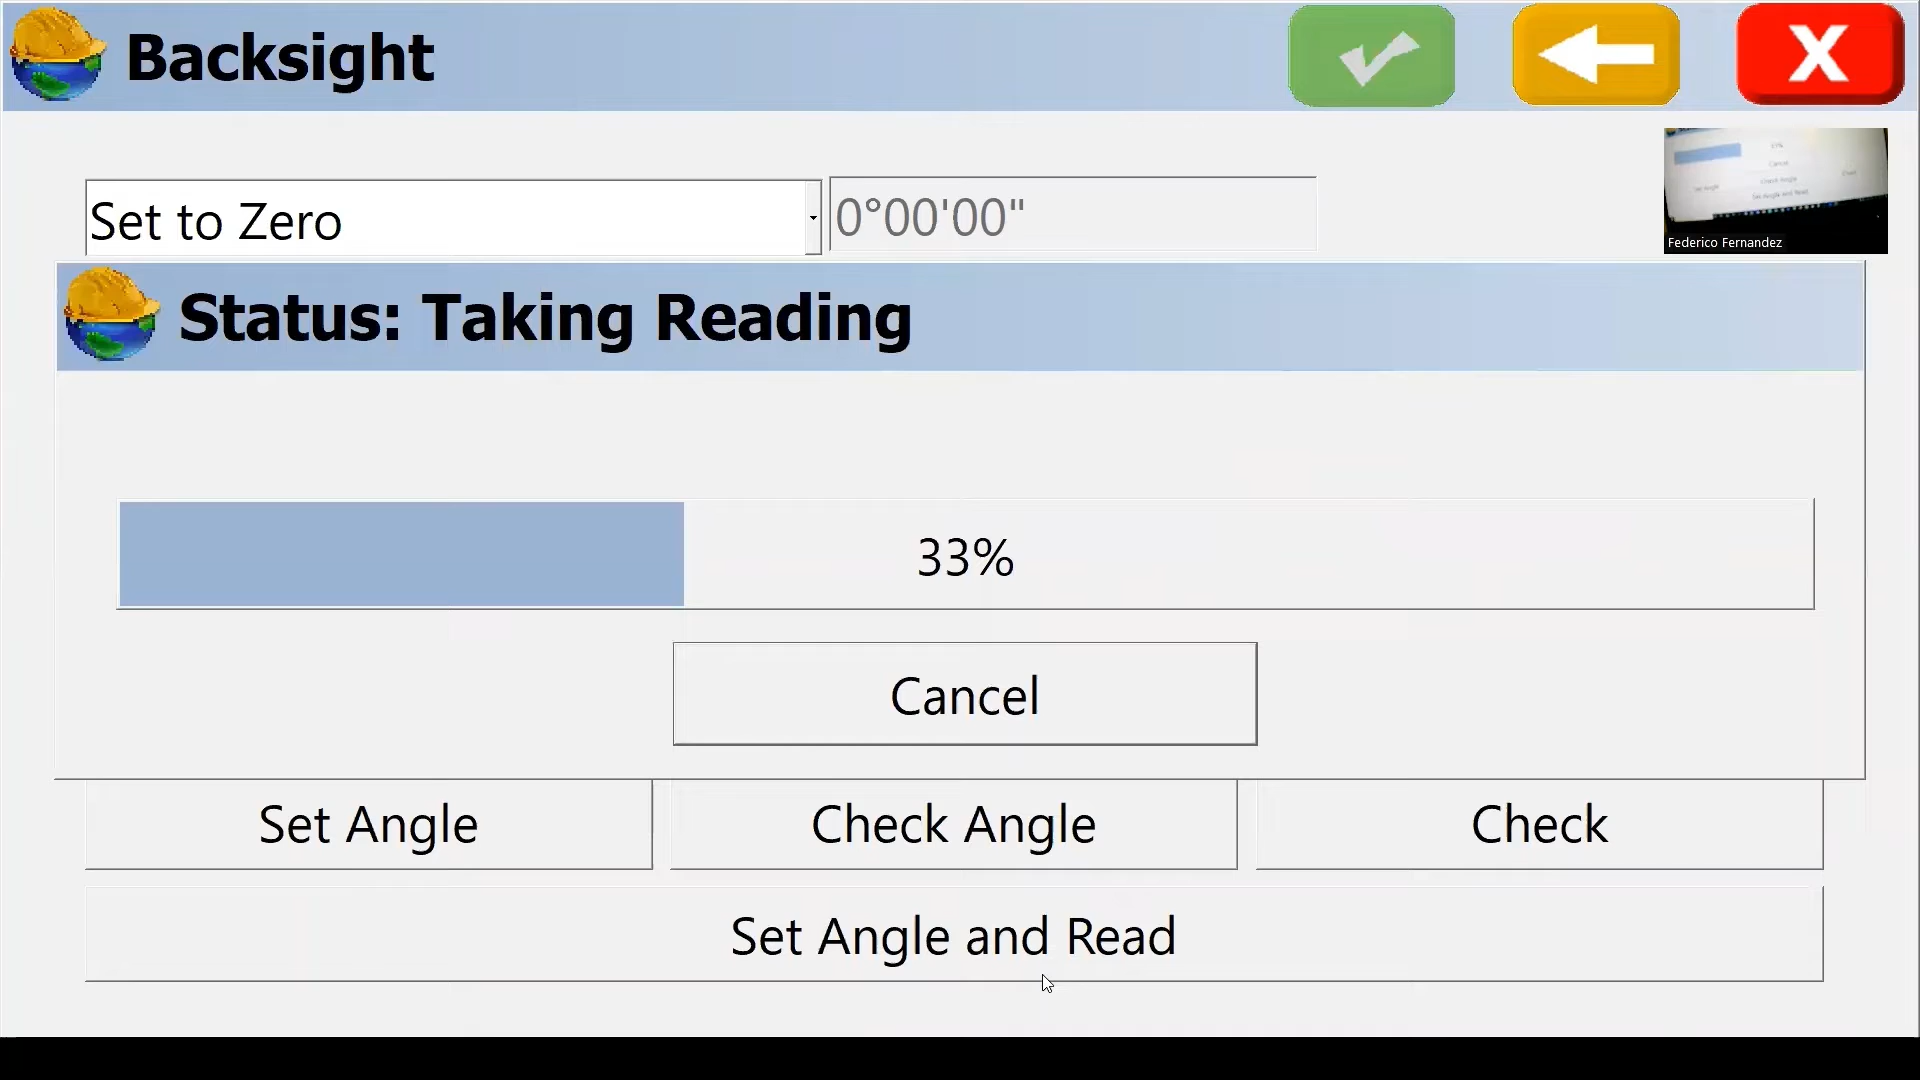 Backsight
Set to Zero
0°00'00"
Federico Fernandez
Status: Taking Reading
33%
Cancel
Set Angle
Check Angle
Check
Set Angle and Read